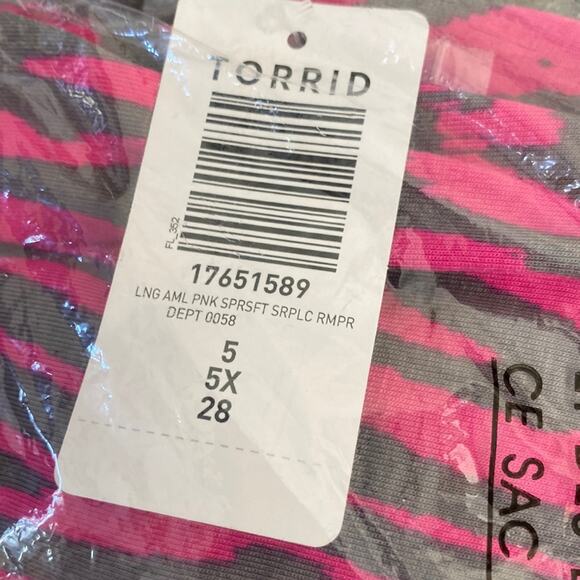 TORRID
FL_352
17651589
LNG AML PNK SPRSFT SRPLC RMPR
DEPT 0058
5
5X
28
CE SAC